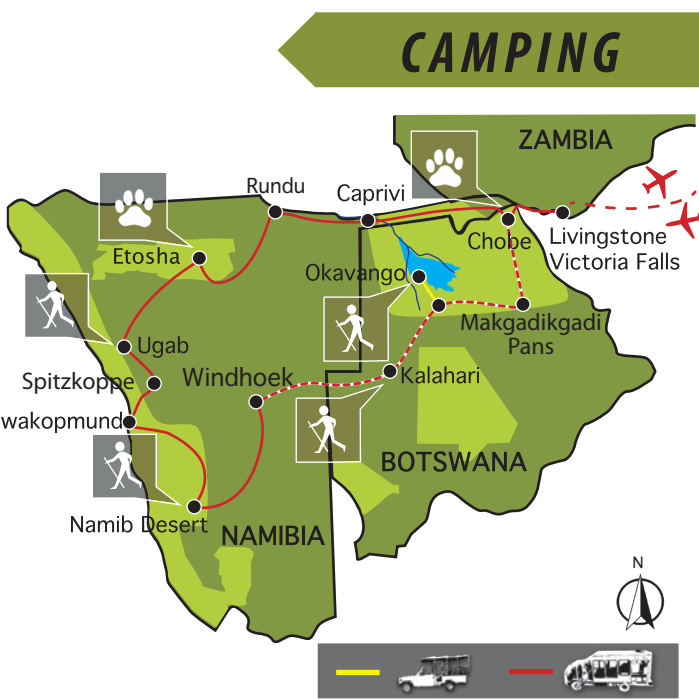 CAMPING
ZAMBIA
Rundu
Caprivi
Etosha
Chobe
Livingstone
Victoria Falls
Okavango
Makgadikgadi
Pans
Ugab
Spitzkoppe
Windhoek
Kalahari
wakopmund
BOTSWANA
Namib Desert
NAMIBIA
N